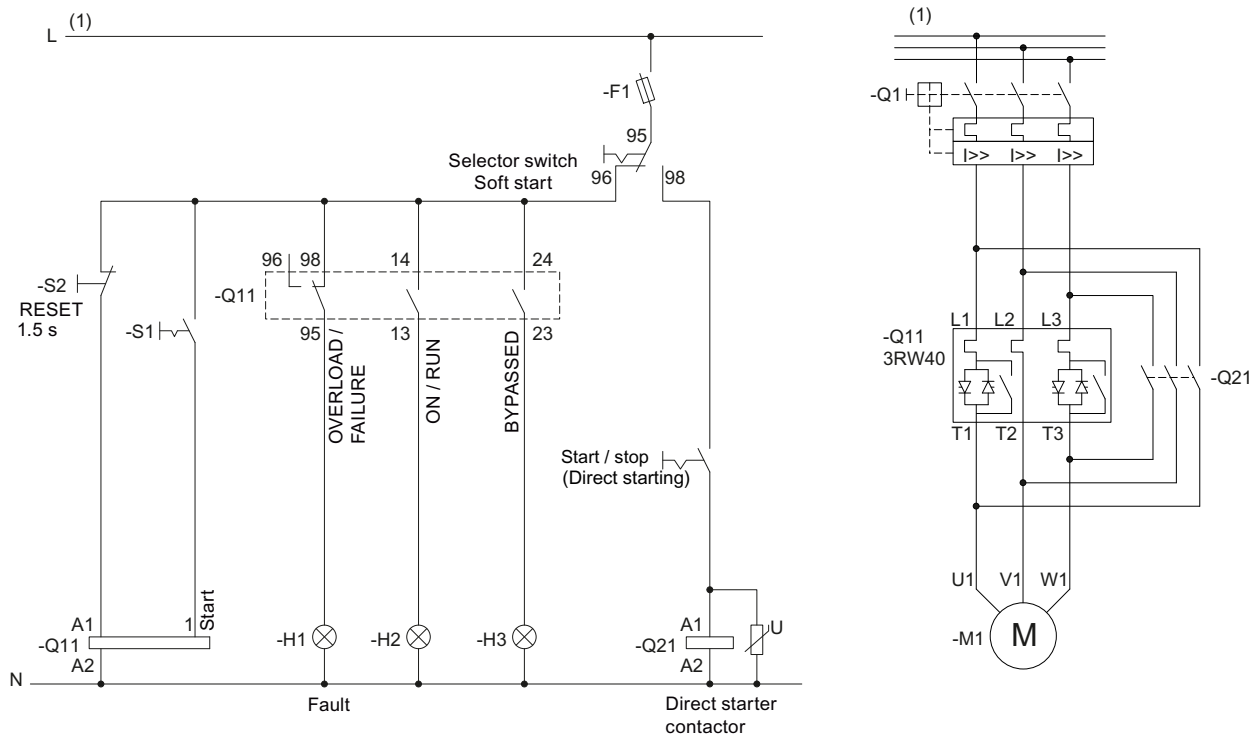 (1)
L
-F1
95
Selector switch
Soft start
96
98
-S2
RESET
1.5 s
-S1
96
98
14
24
-Q11
95
13
23
OVERLOAD /
FAILURE
ON / RUN
BYPASSED
Start / stop
(Direct starting)
Start
A1
1
-Q11
A2
-H1
-H2
-H3
A1
-Q21
A2
U
N
Fault
Direct starter
contactor
(1)
-Q1
I>>
I>>
I>>
L1
L2
L3
-Q11
3RW40
-Q21
T1
T2
T3
U1
V1
W1
-M1
M